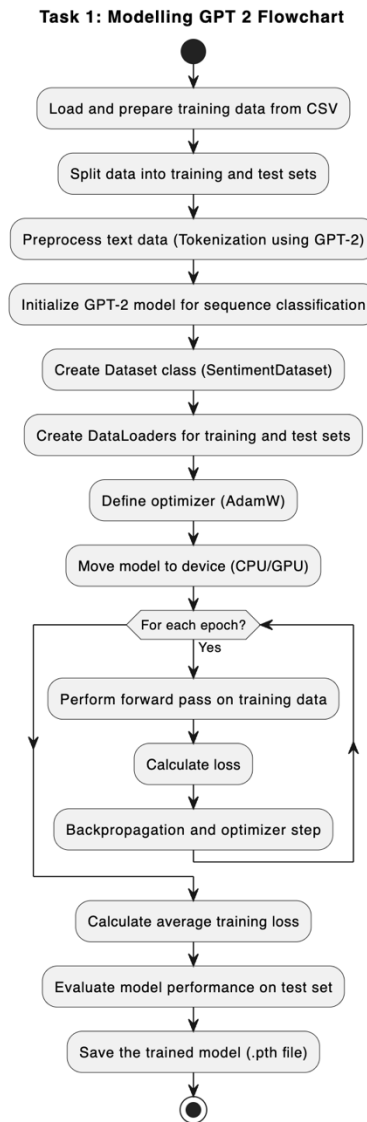 Task 1: Modelling GPT 2 Flowchart
Load and prepare training data from CSV
Split data into training and test sets
Preprocess text data (Tokenization using GPT-2)
Initialize GPT-2 model for sequence classification
Create Dataset class (SentimentDataset)
Create DataLoaders for training and test sets
Define optimizer (AdamW)
Move model to device (CPU/GPU)
For each epoch?
Yes
Perform forward pass on training data
Calculate loss
Backpropagation and optimizer step
Calculate average training loss
Evaluate model performance on test set
Save the trained model (.pth file)